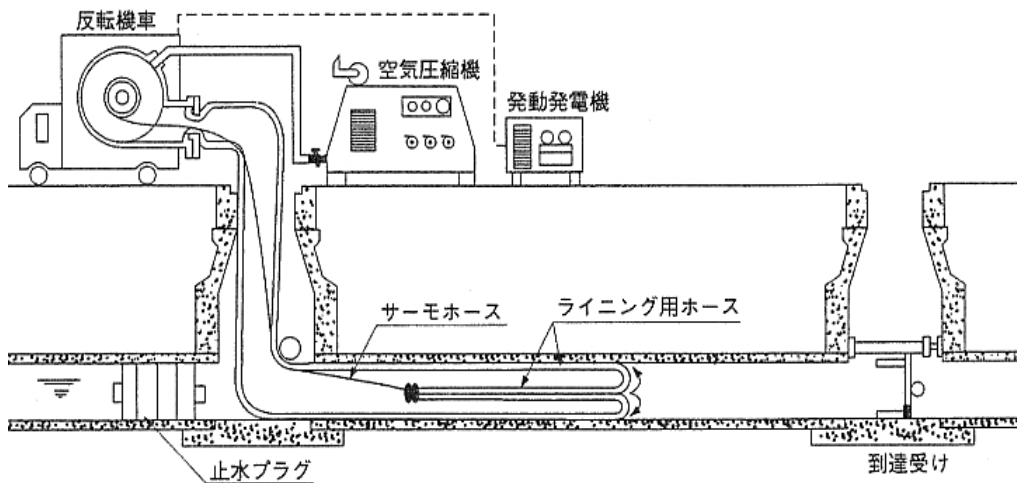 反転機車
空気圧縮機
発動発電機
サーモホース
ライニング用ホース
止水プラグ
到達受け